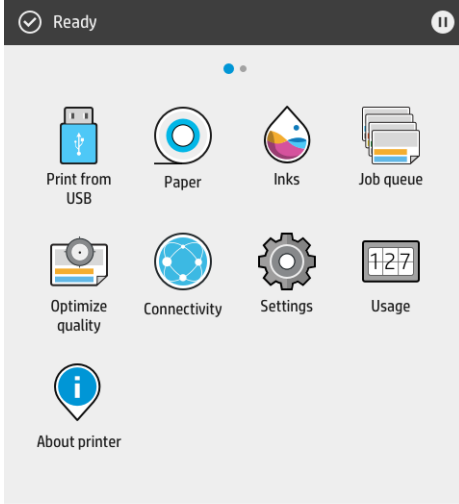 Ready
Print from
USB
Paper
Inks
Job queue
Optimize
quality
Connectivity
Settings
127
Usage
About printer